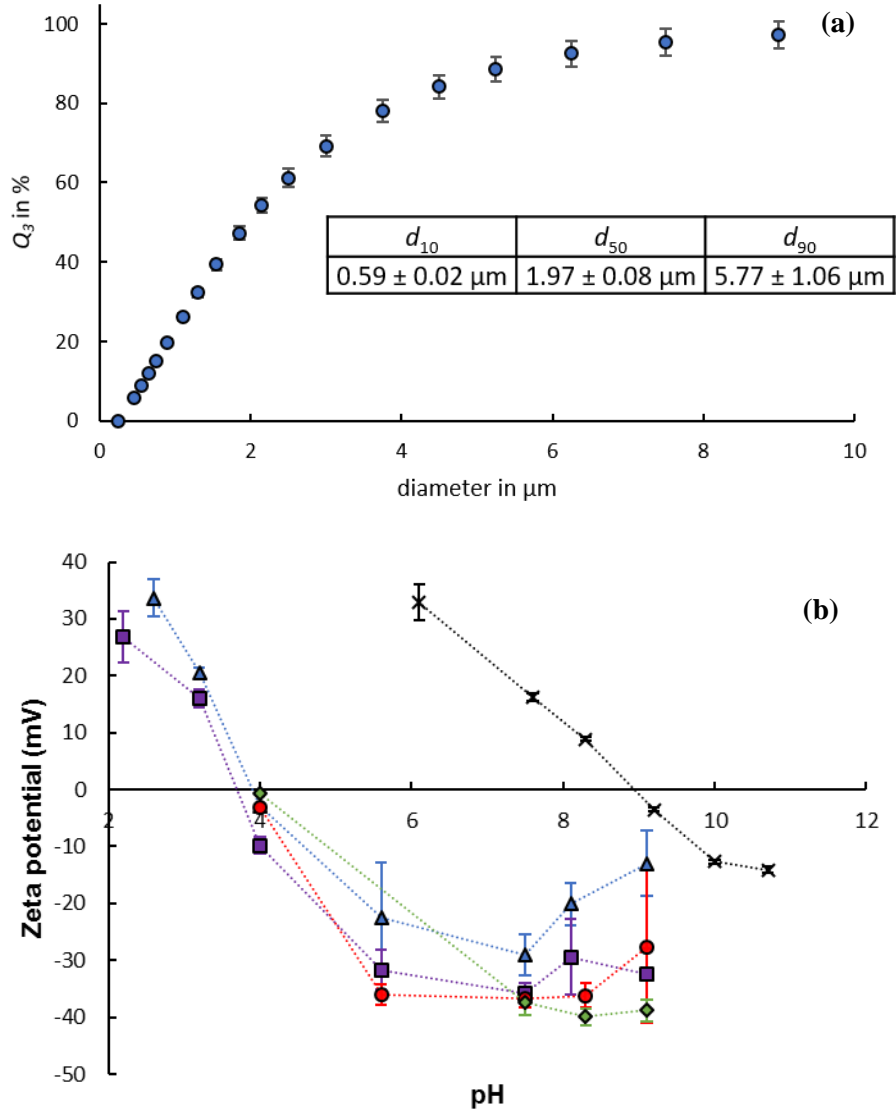 (a)
100
80
60
40
20
0
Q3 in %
d10 d50 d90
0.59 ± 0.02 µm 1.97 ± 0.08 µm 5.77 ± 1.06 µm
0 2 4 6 8 10
diameter in µm
(b)
40
30
20
10
0
-10
-20
-30
-40
-50
Zeta potential (mV)
2 4 6 8 10 12
pH